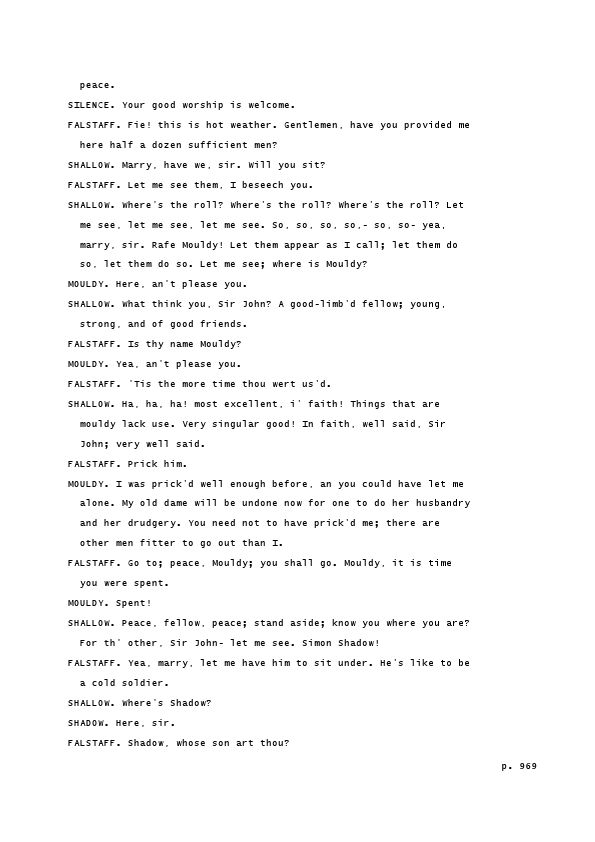 peace.
SILENCE. Your good worship is welcome.
FALSTAFF. Fie! this is hot weather. Gentlemen, have you provided me
here half a dozen sufficient men?
SHALLOW. Marry, have we, sir. Will you sit?
FALSTAFF. Let me see them, I beseech you.
SHALLOW. Where's the roll? Where's the roll? Where's the roll? Let
me see, let me see, let me see. So, so, so, so,- so, so- yea,
marry, sir. Rafe Mouldy! Let them appear as I call; let them do
so, let them do so. Let me see; where is Mouldy?
MOULDY. Here, an't please you.
SHALLOW. What think you, Sir John? A good-limb'd fellow; young,
strong, and of good friends.
FALSTAFF. Is thy name Mouldy?
MOULDY. Yea, an't please you.
FALSTAFF. 'Tis the more time thou wert us'd.
SHALLOW. Ha, ha, ha! most excellent, i' faith! Things that are
mouldy lack use. Very singular good! In faith, well said, Sir
John; very well said.
FALSTAFF. Prick him.
MOULDY. I was prick'd well enough before, an you could have let me
alone. My old dame will be undone now for one to do her husbandry
and her drudgery. You need not to have prick'd me; there are
other men fitter to go out than I.
FALSTAFF. Go to; peace, Mouldy; you shall go. Mouldy, it is time
you were spent.
MOULDY. Spent!
SHALLOW. Peace, fellow, peace; stand aside; know you where you are?
For th' other, Sir John- let me see. Simon Shadow!
FALSTAFF. Yea, marry, let me have him to sit under. He's like to be
a cold soldier.
SHALLOW. Where's Shadow?
SHADOW. Here, sir.
FALSTAFF. Shadow, whose son art thou?
p. 969